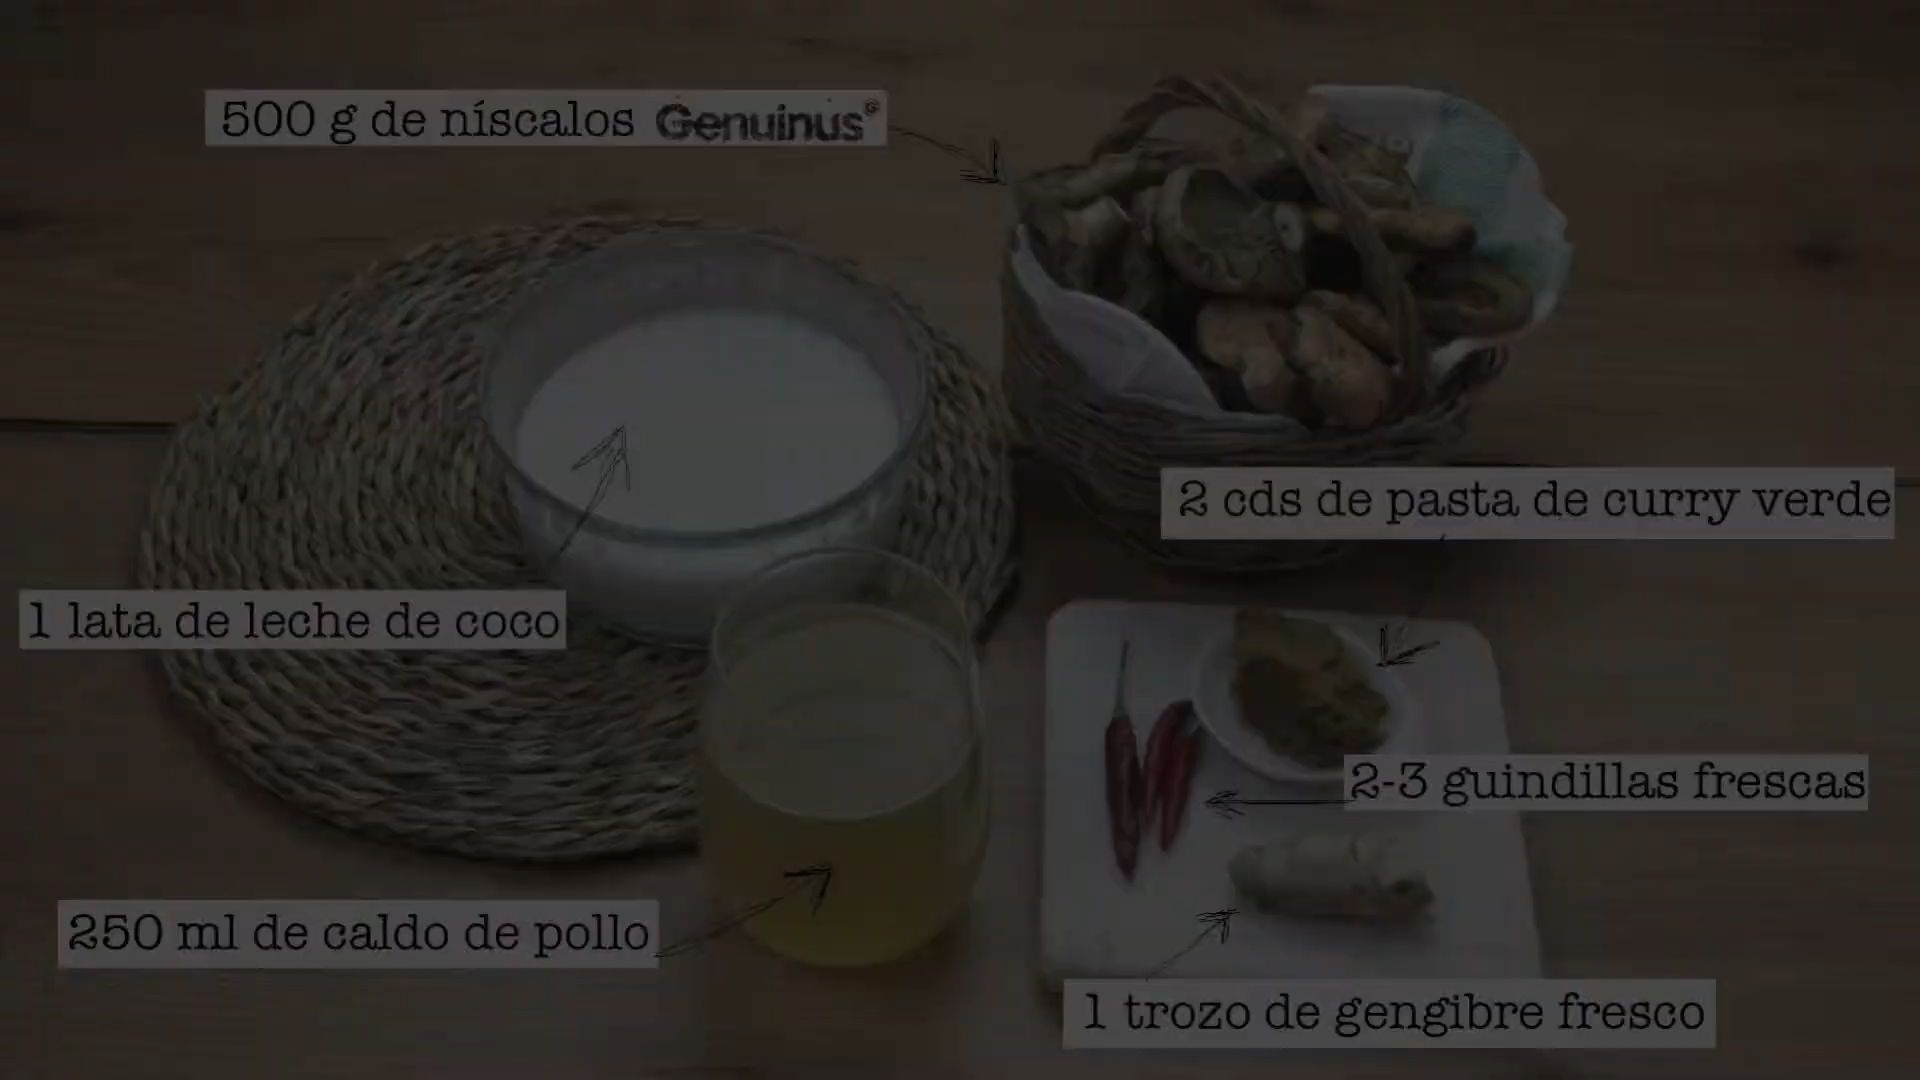 500 g de níscalos Genuinus
2 cds de pasta de curry verde
1 lata de leche de coco
2-3 guindillas frescas
250 ml de caldo de pollo
1 trozo de gengibre fresco